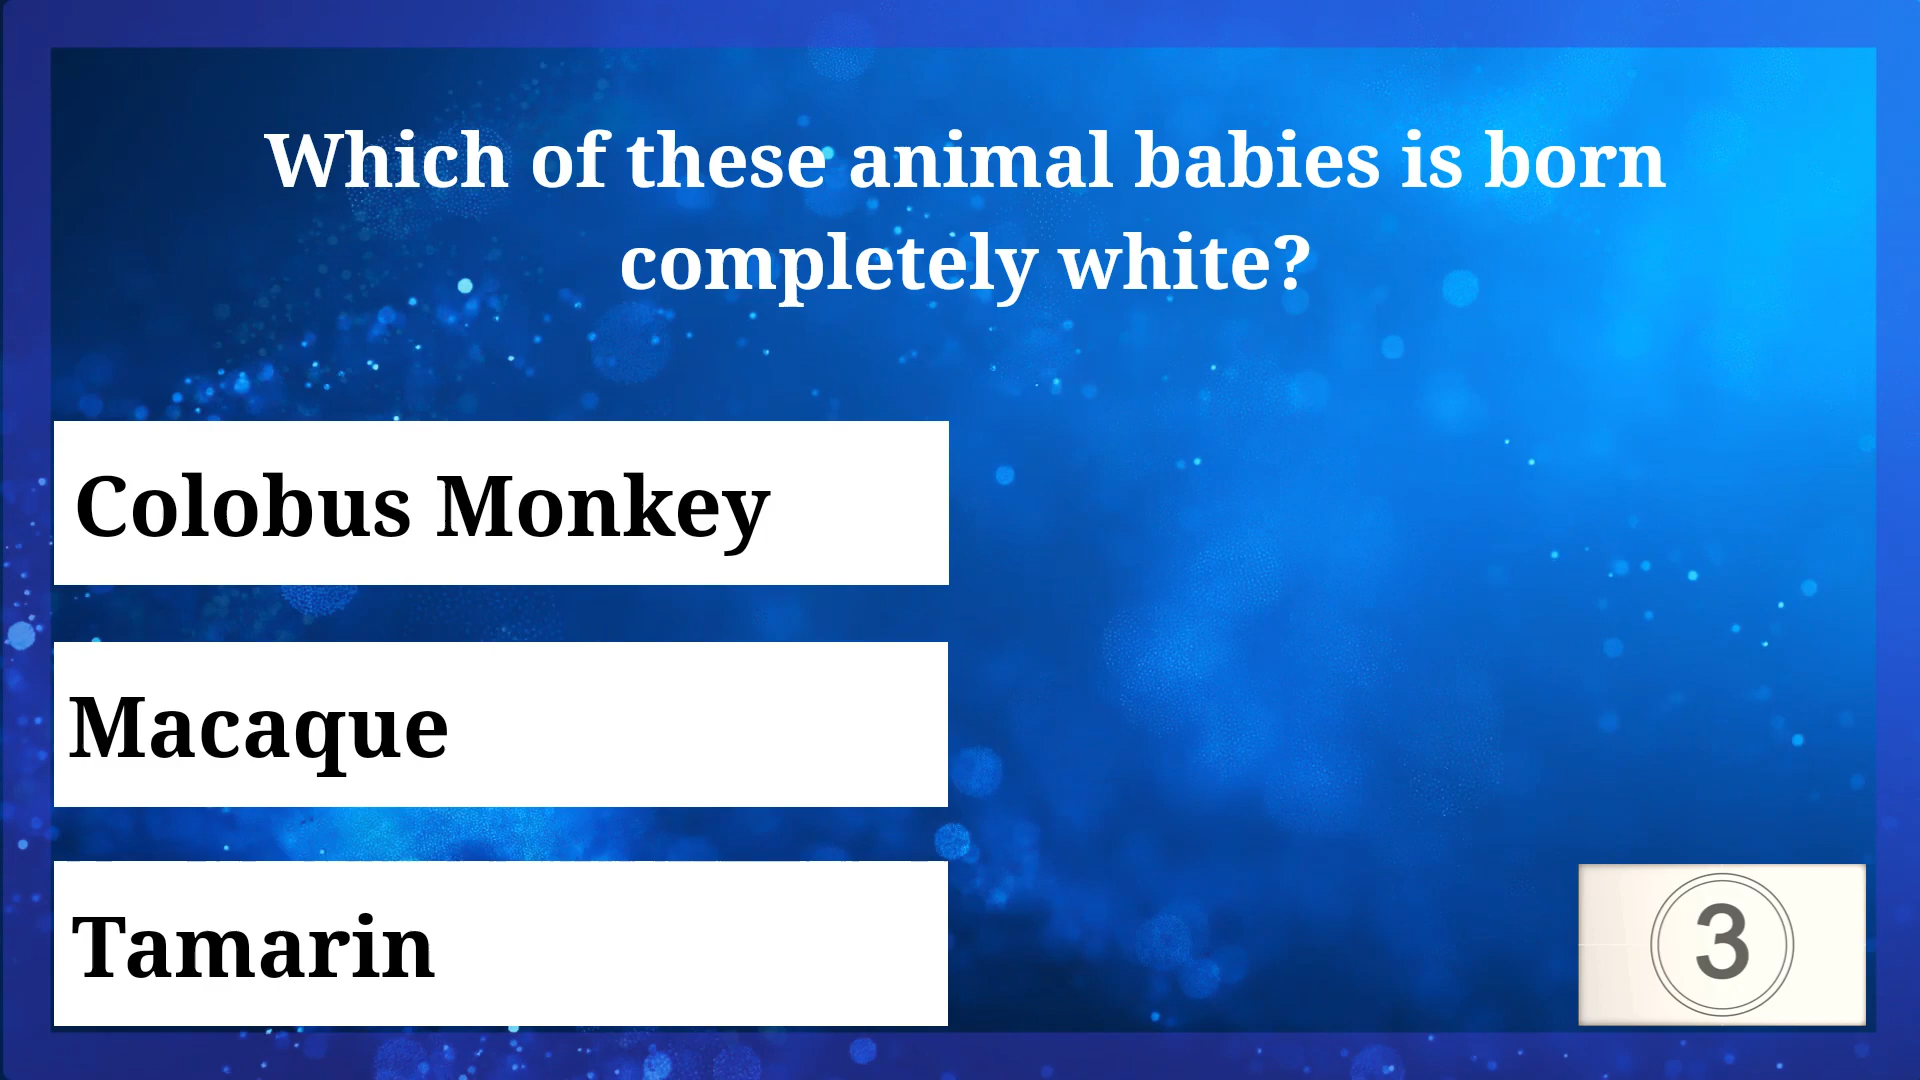 Which of these animal babies is born
completely white?
Colobus Monkey
Macaque
Tamarin
3